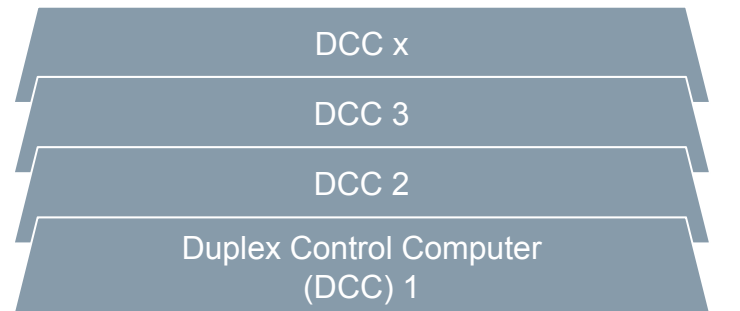 DCC x
DCC 3
DCC 2
Duplex Control Computer
(DCC) 1